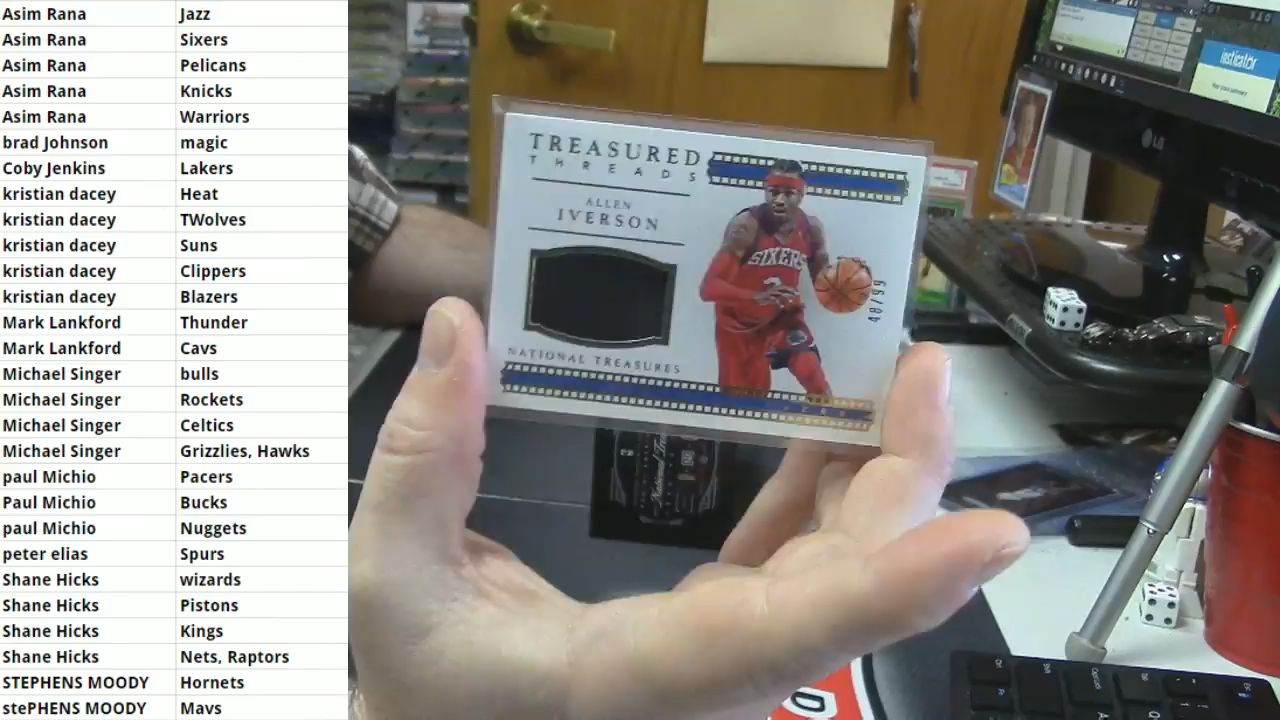 Asim Rana Jazz
Asim Rana Sixers
Asim Rana Pelicans
Asim Rana Knicks
Asim Rana Warriors
brad Johnson magic
Coby Jenkins Lakers
kristian dacey Heat
kristian dacey TWolves
kristian dacey Suns
kristian dacey Clippers
kristian dacey Blazers
Mark Lankford Thunder
Mark Lankford Cavs
Michael Singer bulls
Michael Singer Rockets
Michael Singer Celtics
Michael Singer Grizzlies, Hawks
paul Michio Pacers
Paul Michio Bucks
paul Michio Nuggets
peter elias Spurs
Shane Hicks wizards
Shane Hicks Pistons
Shane Hicks Kings
Shane Hicks Nets, Raptors
STEPHENS MOODY Hornets
stePHENS MOODY Mavs
TREASURED
THREADS
ALLEN
IVERSON
SIXERS
48/99
NATIONAL TREASURES
LG
insticator